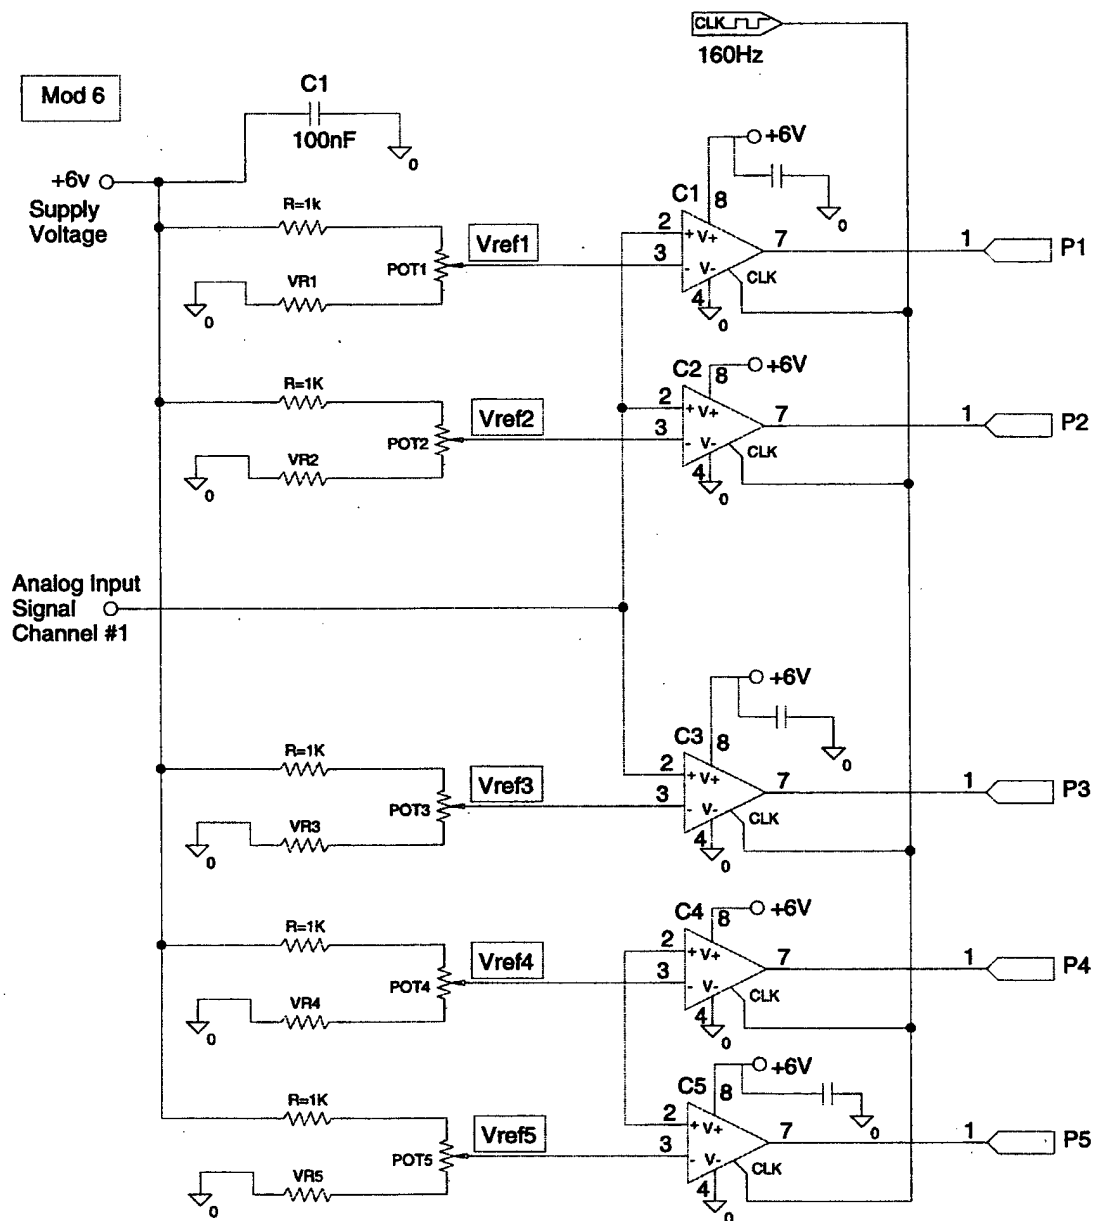 CLK
160Hz
Mod 6
C1
100nF
0
+6v
Supply
Voltage
+6V
0
C1
8
R=1k
Vref1
2
+ V+
7
1
P1
POT1
3
- V-
CLK
VR1
0
4
0
+6V
C2
8
R=1K
Vref2
2
+ V+
7
1
P2
POT2
3
- V-
CLK
VR2
0
4
0
Analog Input
Signal
Channel #1
+6V
0
C3
8
R=1K
Vref3
2
+ V+
7
1
P3
POT3
3
- V-
CLK
VR3
0
4
0
+6V
C4
8
R=1K
Vref4
2
+ V+
7
1
P4
POT4
3
- V-
CLK
VR4
0
4
0
+6V
0
C5
8
R=1K
Vref5
2
+ V+
7
1
P5
POT5
3
- V-
CLK
VR5
0
4
0